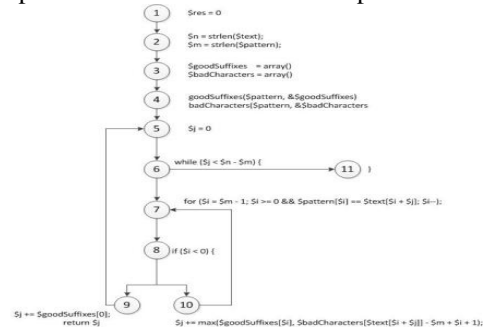 1 $res = 0
2 $n = strlen($text);
$m = strlen($pattern);
3 $goodSuffixes = array()
$badCharacters = array()
4 goodSuffixes($pattern, &$goodSuffixes)
badCharacters($pattern, &$badCharacters
5 $j = 0
6 while ($j < $n - $m) { 11 }
7 for ($i = $m - 1; $i >= 0 && $pattern[$i] == $text[$i + $j]; $i--);
8 if ($i < 0) {
9 10
$j += $goodSuffixes[0];
return $j
$j += max($goodSuffixes[$i], $badCharacters[$text[$i + $j]] - $m + $i + 1);